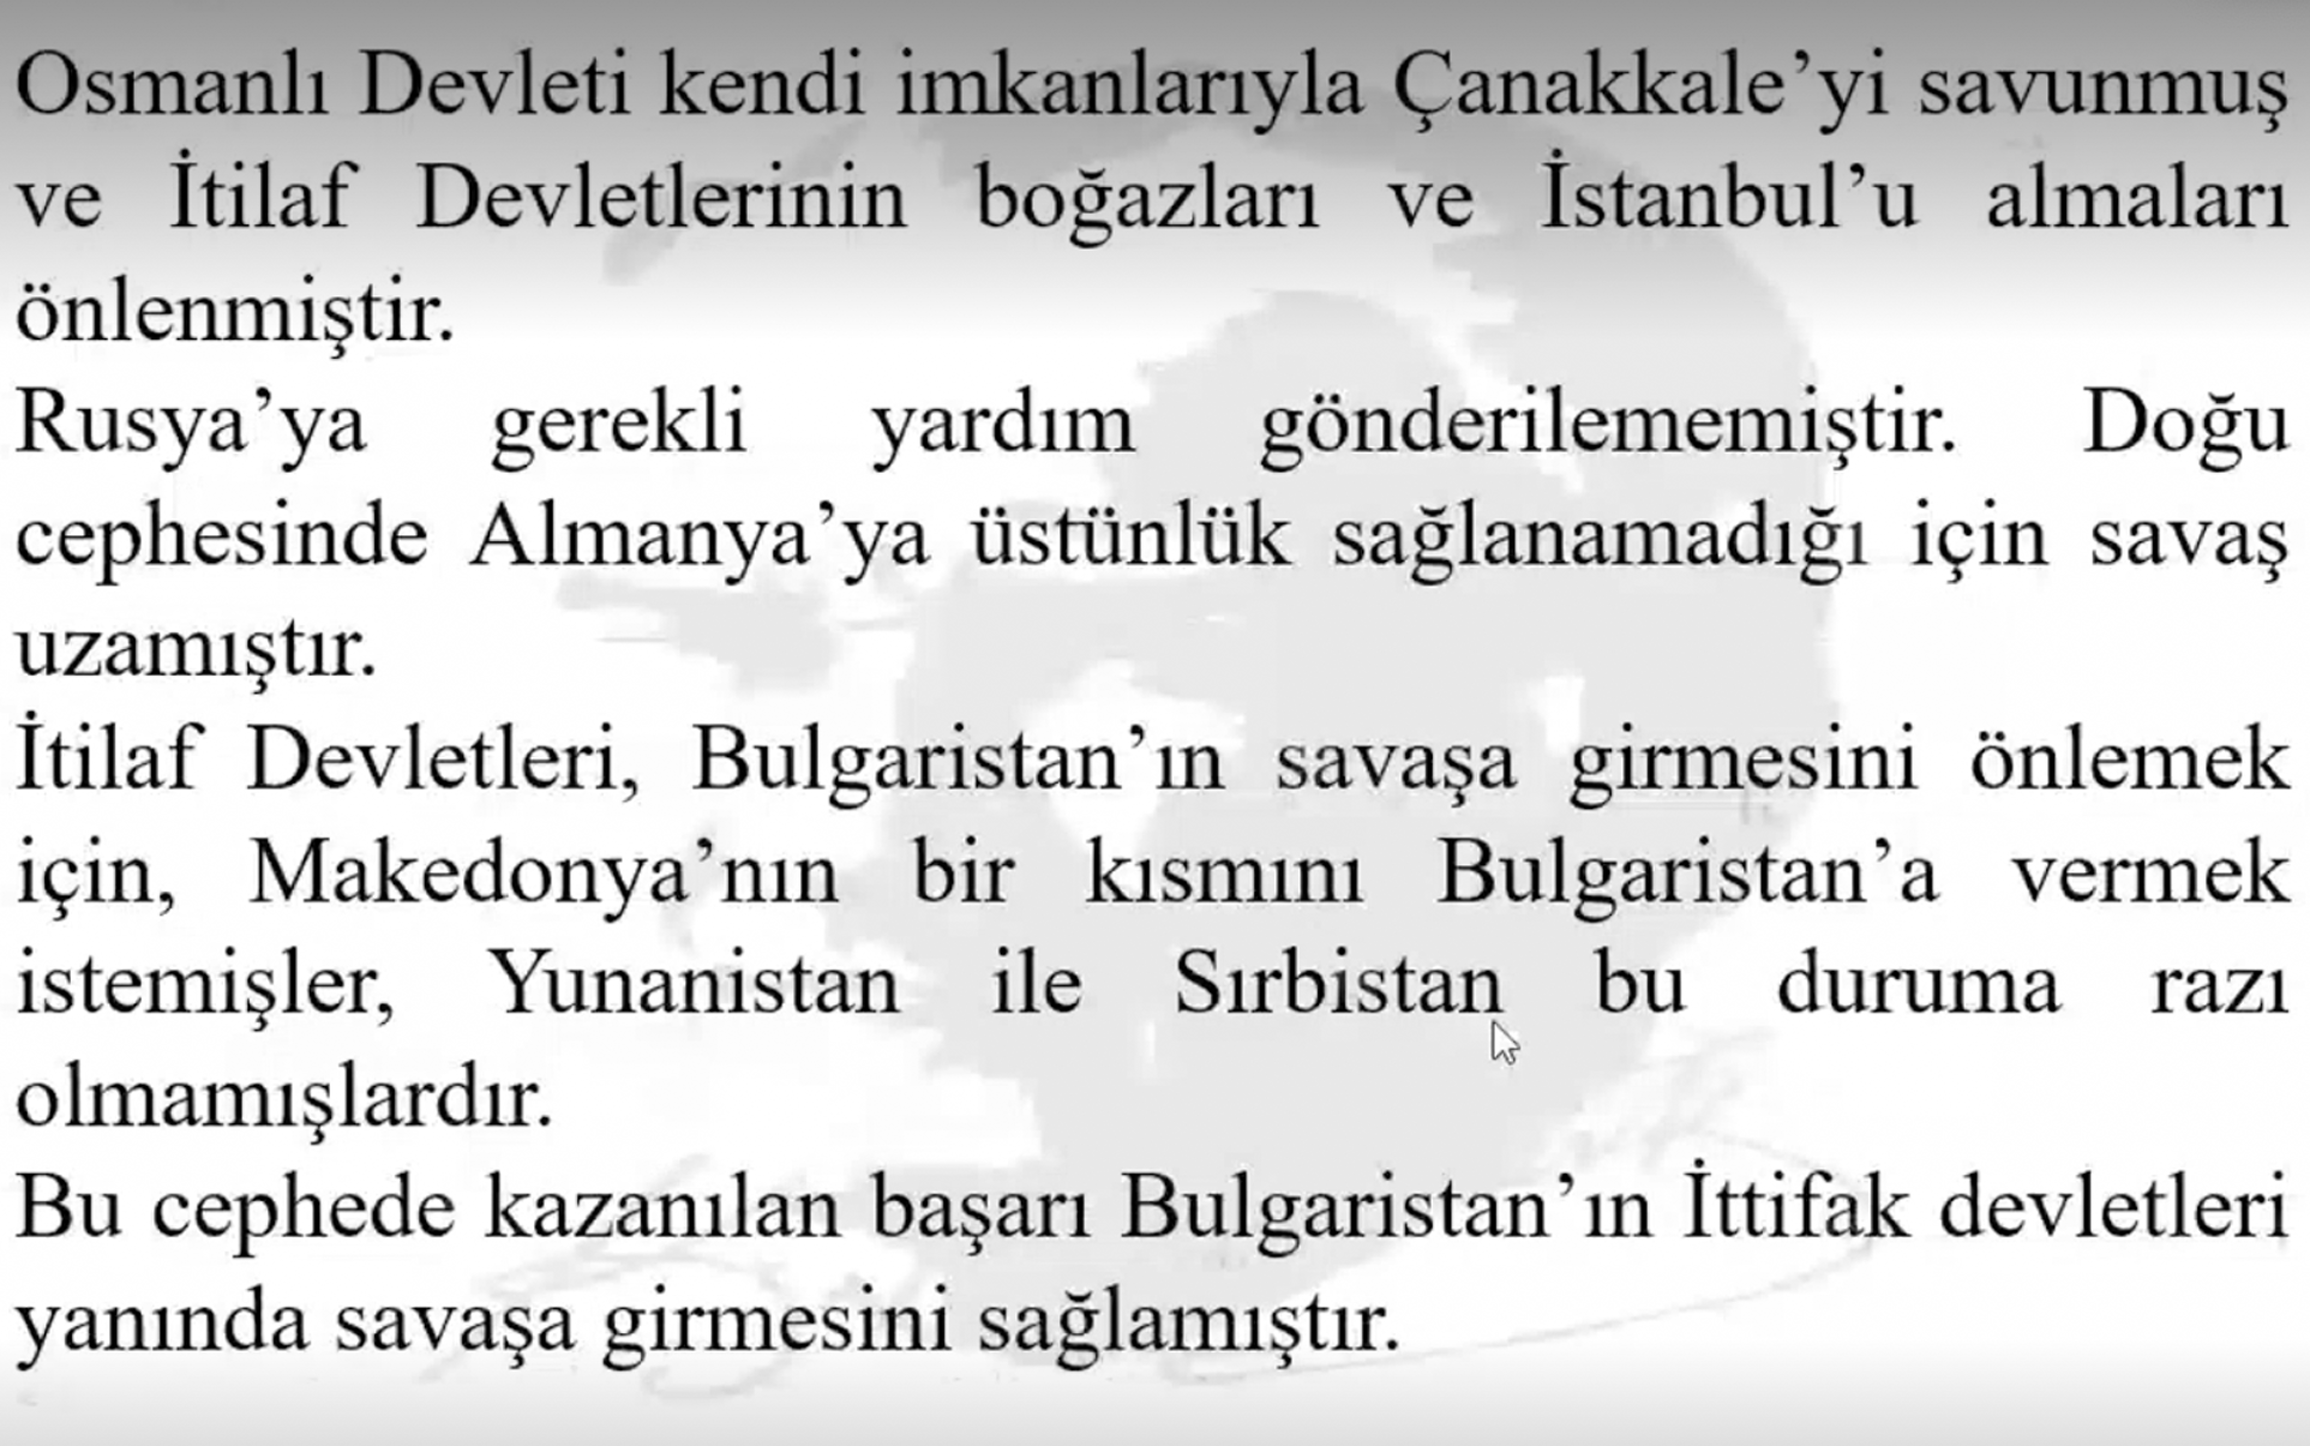 Osmanlı Devleti kendi imkanlarıyla Çanakkale’yi savunmuş
ve İtilaf Devletlerinin boğazları ve İstanbul’u almaları
önlenmiştir.
Rusya’ya gerekli yardım gönderilememiştir. Doğu
cephesinde Almanya’ya üstünlük sağlanamadığı için savaş
uzamıştır.
İtilaf Devletleri, Bulgaristan’ın savaşa girmesini önlemek
için, Makedonya’nın bir kısmını Bulgaristan’a vermek
istemişler, Yunanistan ile Sırbistan bu duruma razı
olmamışlardır.
Bu cephede kazanılan başarı Bulgaristan’ın İttifak devletleri
yanında savaşa girmesini sağlamıştır.